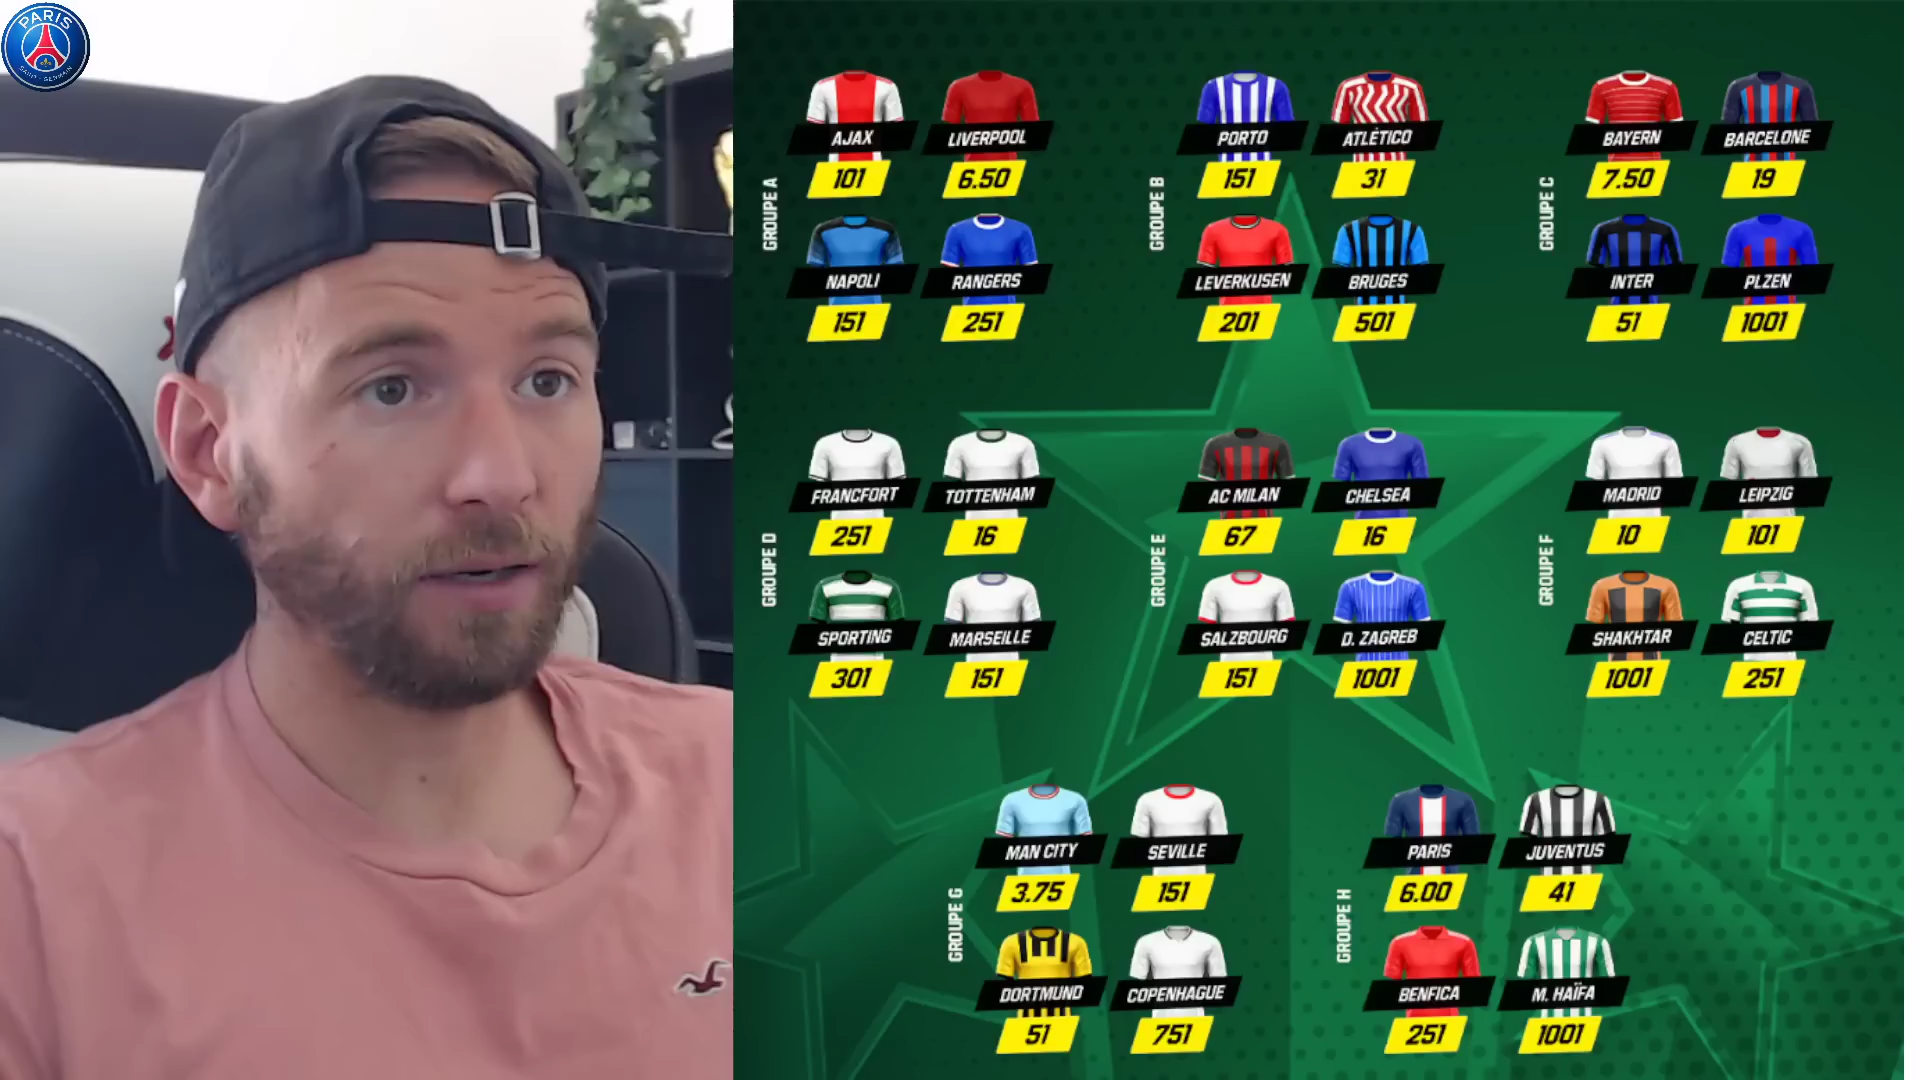 PARIS
SAINT-GERMAIN
GROUPE A
AJAX
101
LIVERPOOL
6.50
NAPOLI
151
RANGERS
251
GROUPE B
PORTO
151
ATLÉTICO
31
LEVERKUSEN
201
BRUGES
501
GROUPE C
BAYERN
7.50
BARCELONE
19
INTER
51
PLZEN
1001
GROUPE D
FRANCFORT
251
TOTTENHAM
16
SPORTING
301
MARSEILLE
151
GROUPE E
AC MILAN
67
CHELSEA
16
SALZBOURG
151
D. ZAGREB
1001
GROUPE F
MADRID
10
LEIPZIG
101
SHAKHTAR
1001
CELTIC
251
GROUPE G
MAN CITY
3.75
SEVILLE
151
DORTMUND
51
COPENHAGUE
751
GROUPE H
PARIS
6.00
JUVENTUS
41
BENFICA
251
M. HAÏFA
1001